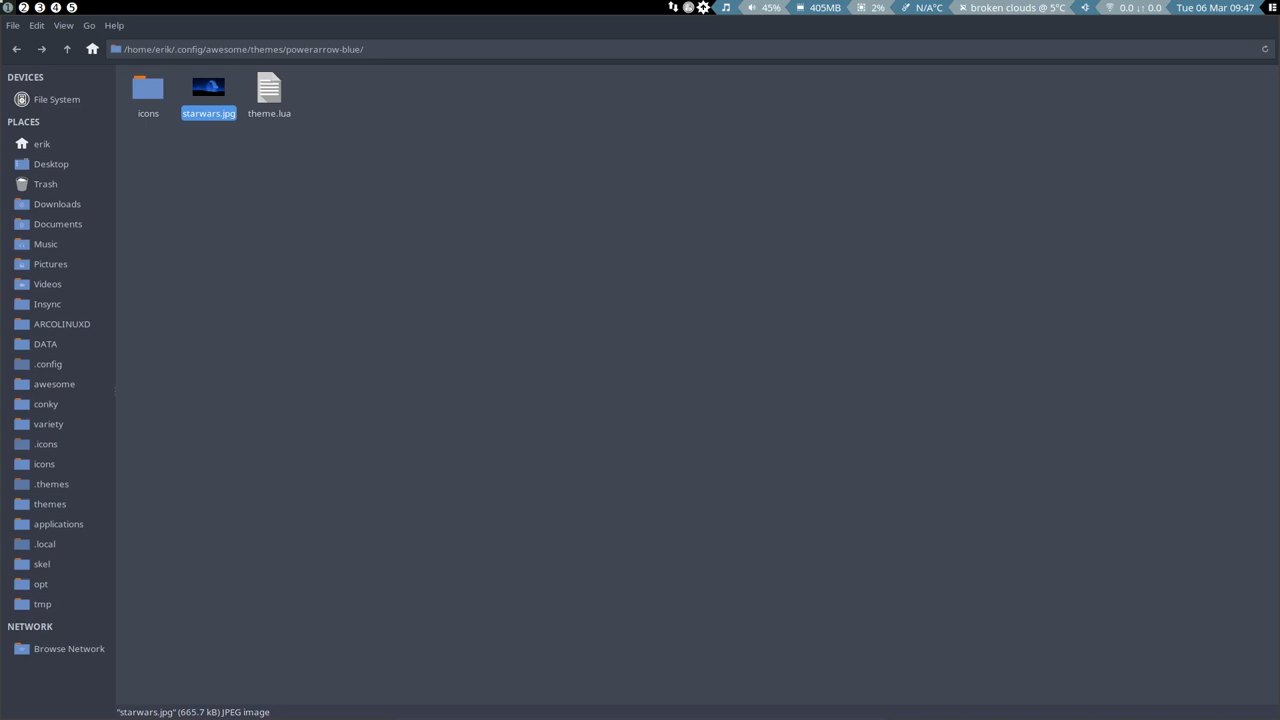 1 2 3 4 5 45% 405MB 2% N/A°C broken clouds @ 5°C 0.0 ↓↑ 0.0 Tue 06 Mar 09:47
File Edit View Go Help
/home/erik/.config/awesome/themes/powerarrow-blue/
DEVICES
File System
PLACES
erik
Desktop
Trash
Downloads
Documents
Music
Pictures
Videos
Insync
ARCOLINUXD
DATA
.config
awesome
conky
variety
.icons
icons
.themes
themes
applications
.local
skel
opt
tmp
NETWORK
Browse Network
icons starwars.jpg theme.lua
"starwars.jpg" (665.7 kB) JPEG image